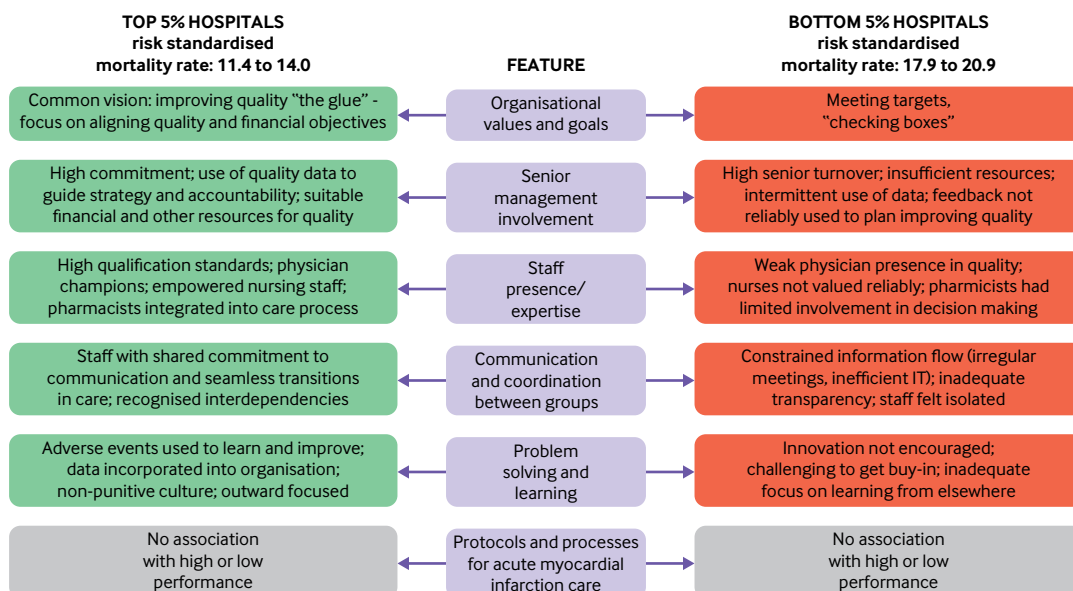 TOP 5% HOSPITALS
risk standardised
mortality rate: 11.4 to 14.0
FEATURE
BOTTOM 5% HOSPITALS
risk standardised
mortality rate: 17.9 to 20.9
Common vision: improving quality "the glue" -
focus on aligning quality and financial objectives
Organisational
values and goals
Meeting targets,
"checking boxes"
High commitment; use of quality data to
guide strategy and accountability; suitable
financial and other resources for quality
Senior
management
involvement
High senior turnover; insufficient resources;
intermittent use of data; feedback not
reliably used to plan improving quality
High qualification standards; physician
champions; empowered nursing staff;
pharmacists integrated into care process
Staff
presence/
expertise
Weak physician presence in quality;
nurses not valued reliably; pharmicists had
limited involvement in decision making
Staff with shared commitment to
communication and seamless transitions
in care; recognised interdependencies
Communication
and coordination
between groups
Constrained information flow (irregular
meetings, inefficient IT); inadequate
transparency; staff felt isolated
Adverse events used to learn and improve;
data incorporated into organisation;
non-punitive culture; outward focused
Problem
solving and
learning
Innovation not encouraged;
challenging to get buy-in; inadequate
focus on learning from elsewhere
No association
with high or low
performance
Protocols and processes
for acute myocardial
infarction care
No association
with high or low
performance